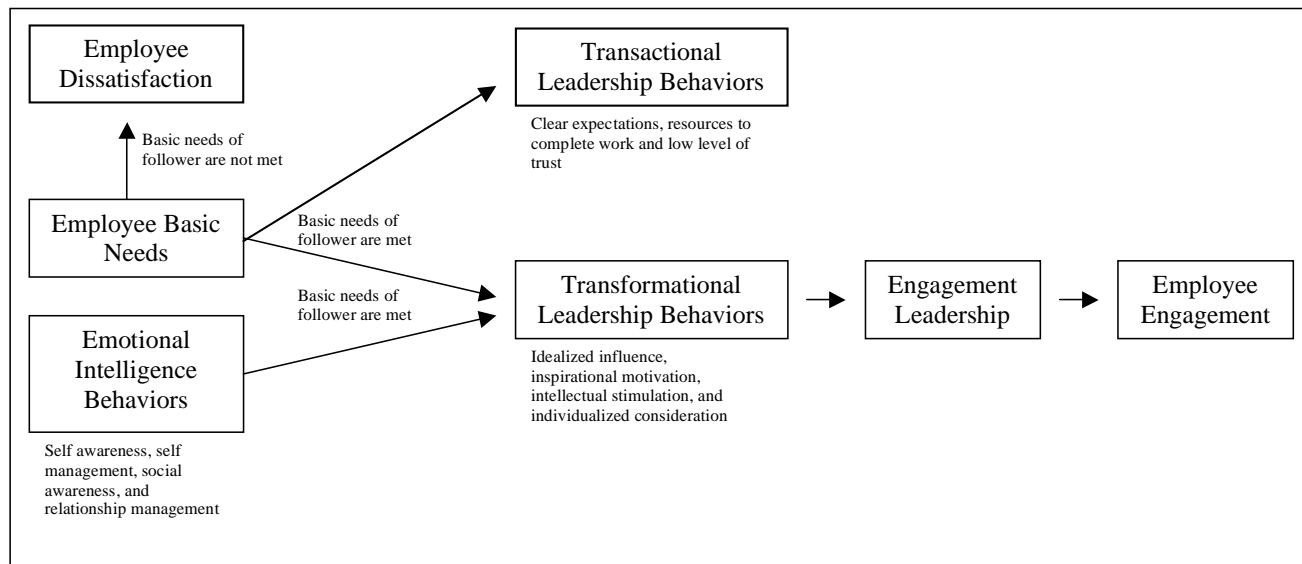 Employee
Dissatisfaction
Transactional
Leadership Behaviors
Basic needs of
follower are not met
Clear expectations, resources to
complete work and low level of
trust
Employee Basic
Needs
Basic needs of
follower are met
Transformational
Leadership Behaviors
Engagement
Leadership
Employee
Engagement
Basic needs of
follower are met
Emotional
Intelligence
Behaviors
Idealized influence,
inspirational motivation,
intellectual stimulation, and
individualized consideration
Self awareness, self
management, social
awareness, and
relationship management